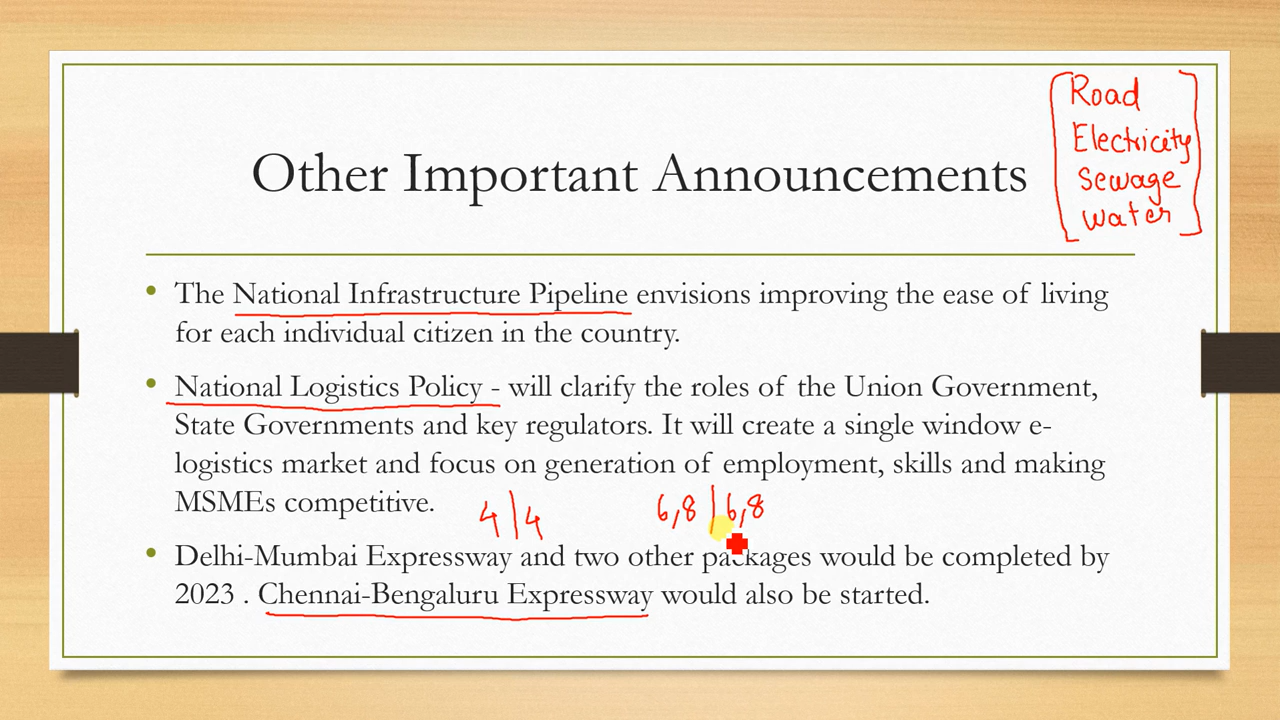 Road
Electricity
Sewage
Water
Other Important Announcements
• The National Infrastructure Pipeline envisions improving the ease of living
for each individual citizen in the country.
• National Logistics Policy - will clarify the roles of the Union Government,
State Governments and key regulators. It will create a single window e-
logistics market and focus on generation of employment, skills and making
MSMEs competitive.
4|4 6,8|6,8
• Delhi-Mumbai Expressway and two other packages would be completed by
2023 . Chennai-Bengaluru Expressway would also be started.